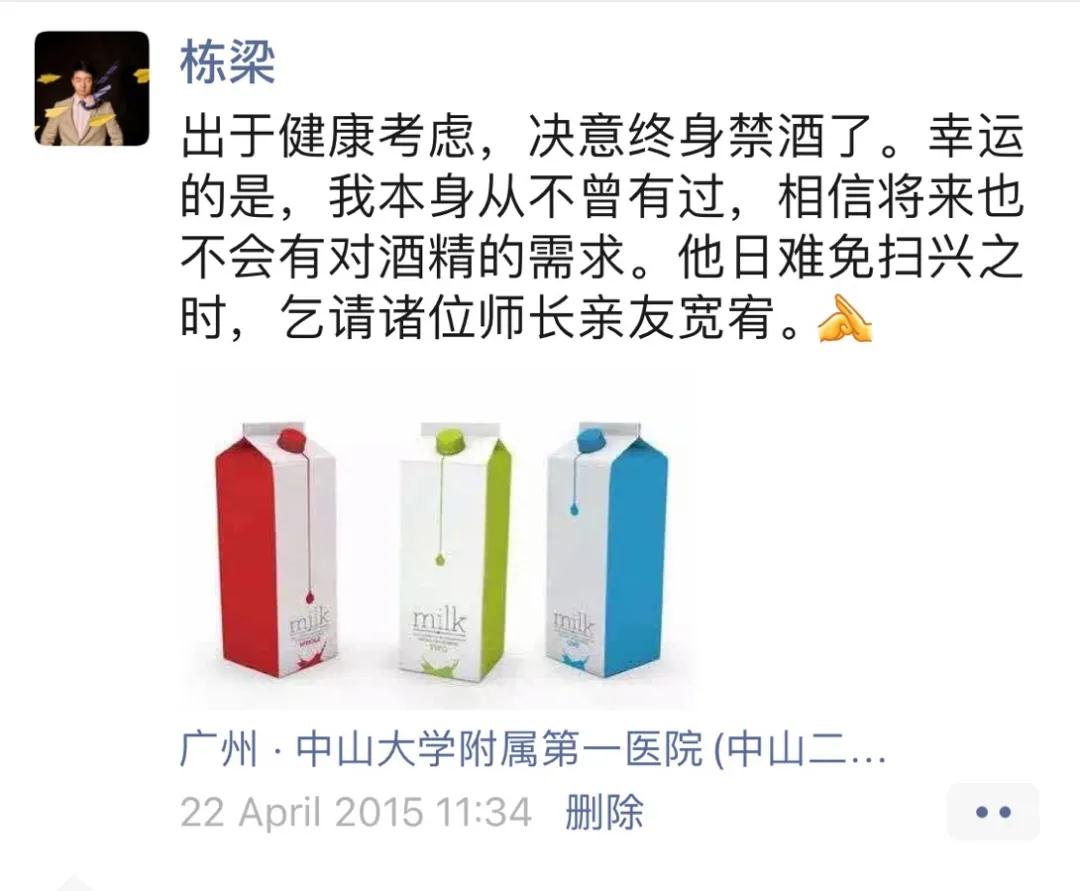 栋梁
出于健康考虑，决意终身禁酒了。幸运
的是，我本身从不曾有过，相信将来也
不会有对酒精的需求。他日难免扫兴之
时，乞请诸位师长亲友宽宥。
milk
WHOLE
milk
TWO
milk
广州 · 中山大学附属第一医院 (中山二...
22 April 2015 11:34 删除